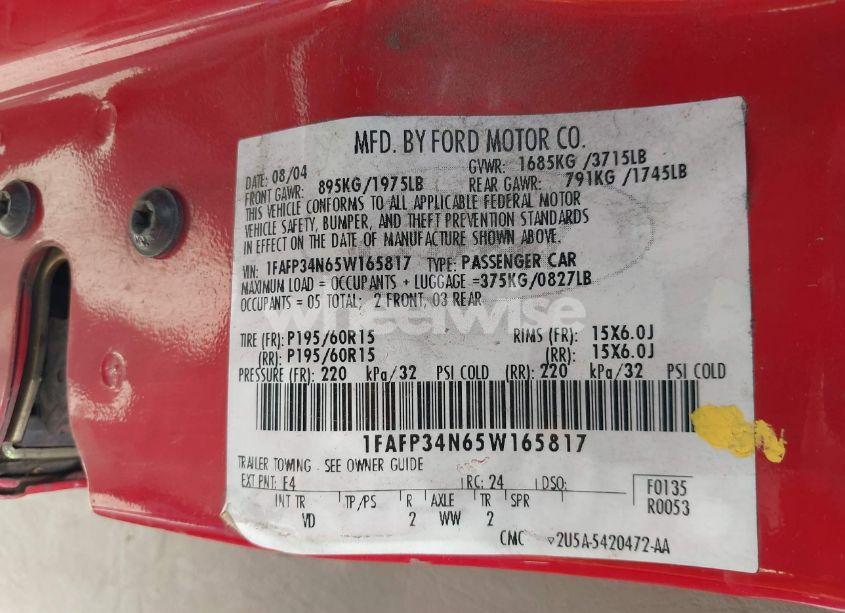 MFD. BY FORD MOTOR CO.
DATE: 08/04 GVWR: 1685KG /3715LB
FRONT GAWR: 895KG/1975LB REAR GAWR: 791KG /1745LB
THIS VEHICLE CONFORMS TO ALL APPLICABLE FEDERAL MOTOR
VEHICLE SAFETY, BUMPER, AND THEFT PREVENTION STANDARDS
IN EFFECT ON THE DATE OF MANUFACTURE SHOWN ABOVE.
VIN: 1FAFP34N65W165817 TYPE: PASSENGER CAR
MAXIMUM LOAD = OCCUPANTS + LUGGAGE =375KG/0827LB
OCCUPANTS = 05 TOTAL; 2 FRONT, 03 REAR
wheelwise
TIRE (FR): P195/60R15 RIMS (FR): 15X6.0J
(RR): P195/60R15 (RR): 15X6.0J
PRESSURE (FR): 220 kPa/32 PSI COLD (RR): 220 kPa/32 PSI COLD
1FAFP34N65W165817
TRAILER TOWING - SEE OWNER GUIDE
EXT PNT: E4 RC: 24 DSO: F0135
INT TR TP/PS R AXLE TR SPR R0053
VD 2 WW 2
CMC ▿2U5A-5420472-AA